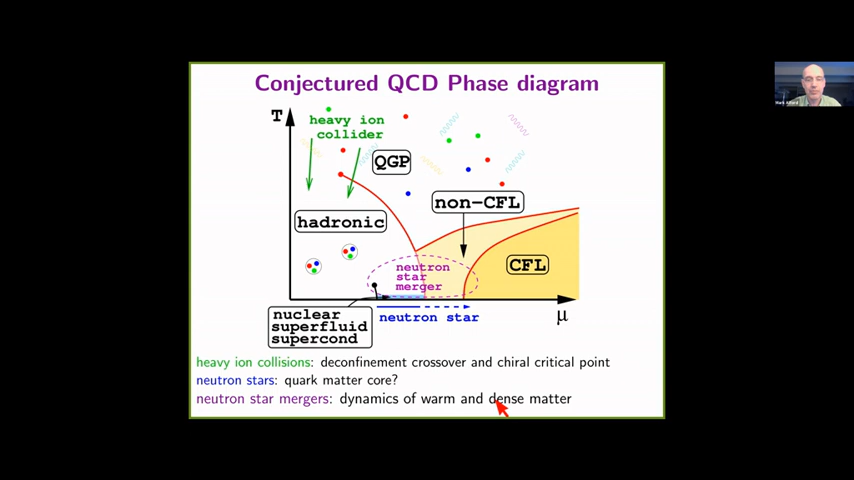 Conjectured QCD Phase diagram
T
heavy ion
collider
QGP
non-CFL
hadronic
CFL
neutron
star
merger
nuclear
superfluid
supercond
neutron star
μ
heavy ion collisions: deconfinement crossover and chiral critical point
neutron stars: quark matter core?
neutron star mergers: dynamics of warm and dense matter
Mark Alford